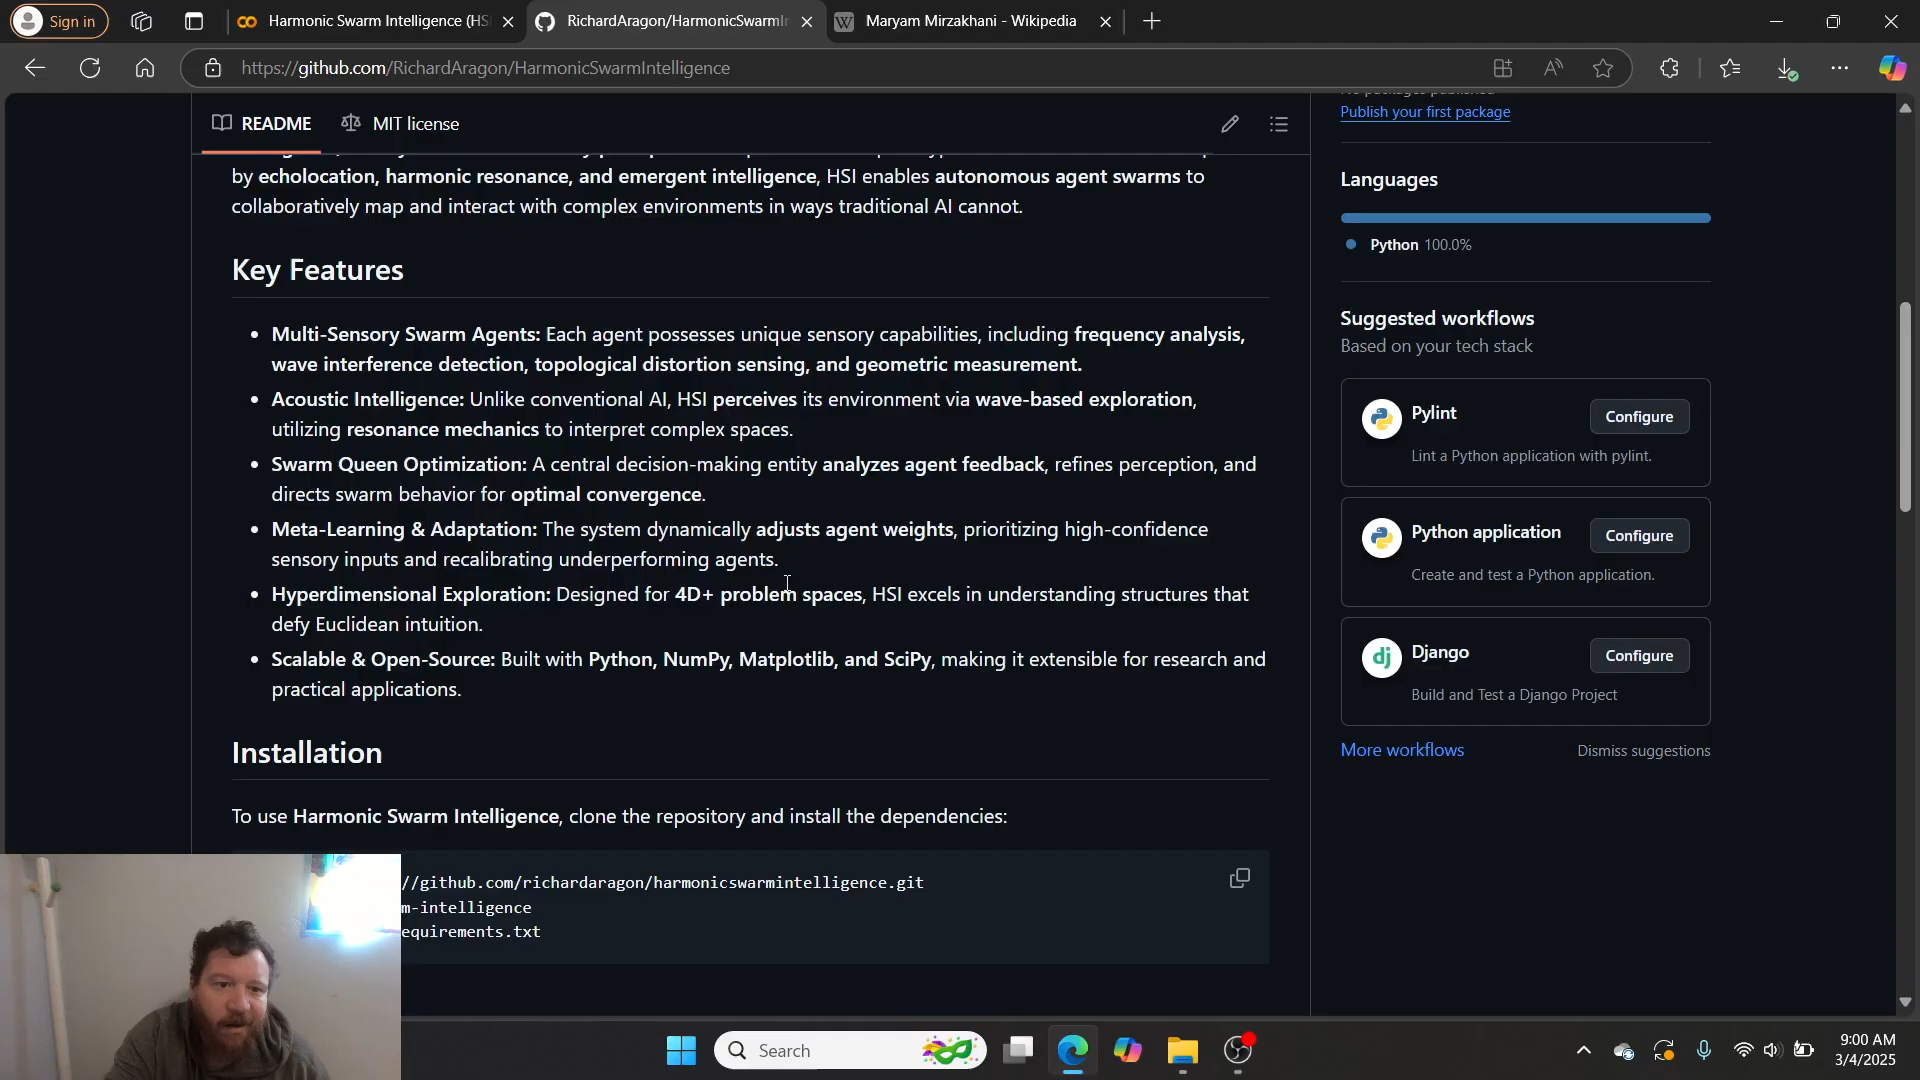 Sign in
Harmonic Swarm Intelligence (HSI
RichardAragon/HarmonicSwarmIn
Maryam Mirzakhani - Wikipedia
https://github.com/RichardAragon/HarmonicSwarmIntelligence
README
MIT license
by echolocation, harmonic resonance, and emergent intelligence, HSI enables autonomous agent swarms to
collaboratively map and interact with complex environments in ways traditional AI cannot.
Key Features
Multi-Sensory Swarm Agents: Each agent possesses unique sensory capabilities, including frequency analysis,
wave interference detection, topological distortion sensing, and geometric measurement.
Acoustic Intelligence: Unlike conventional AI, HSI perceives its environment via wave-based exploration,
utilizing resonance mechanics to interpret complex spaces.
Swarm Queen Optimization: A central decision-making entity analyzes agent feedback, refines perception, and
directs swarm behavior for optimal convergence.
Meta-Learning & Adaptation: The system dynamically adjusts agent weights, prioritizing high-confidence
sensory inputs and recalibrating underperforming agents.
Hyperdimensional Exploration: Designed for 4D+ problem spaces, HSI excels in understanding structures that
defy Euclidean intuition.
Scalable & Open-Source: Built with Python, NumPy, Matplotlib, and SciPy, making it extensible for research and
practical applications.
Installation
To use Harmonic Swarm Intelligence, clone the repository and install the dependencies:
//github.com/richardaragon/harmonicswarmintelligence.git
m-intelligence
equirements.txt
No packages published
Publish your first package
Languages
Python 100.0%
Suggested workflows
Based on your tech stack
Pylint
Configure
Lint a Python application with pylint.
Python application
Configure
Create and test a Python application.
dj
Django
Configure
Build and Test a Django Project
More workflows
Dismiss suggestions
Search
9:00 AM
3/4/2025